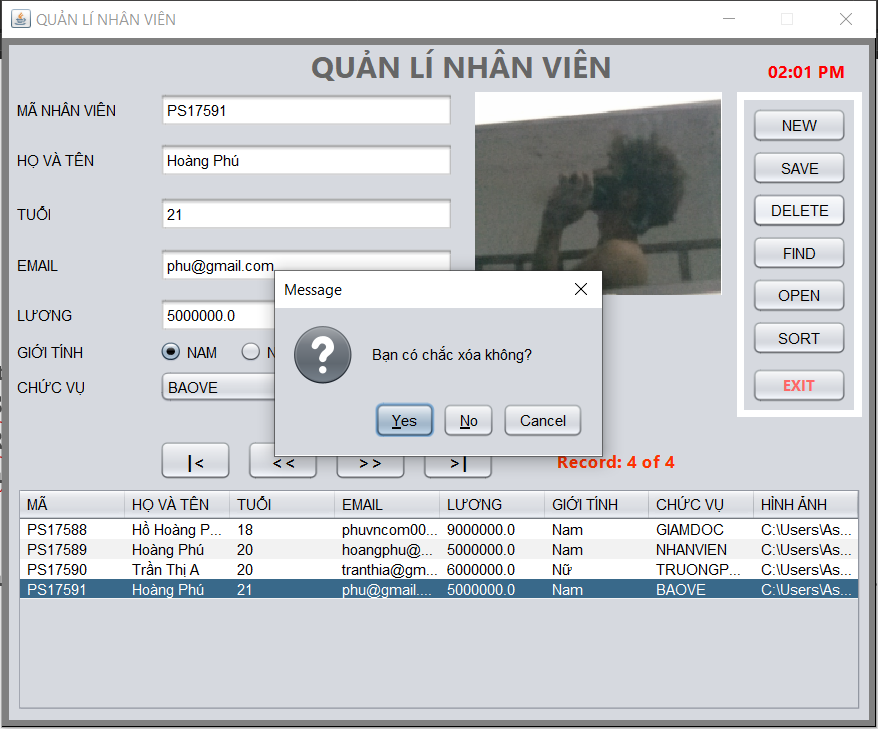 QUẢN LÍ NHÂN VIÊN
QUẢN LÍ NHÂN VIÊN
02:01 PM
MÃ NHÂN VIÊN PS17591
HỌ VÀ TÊN Hoàng Phú
TUỔI 21
EMAIL phu@gmail.com
LƯƠNG 5000000.0
GIỚI TÍNH NAM N
CHỨC VỤ BAOVE
NEW
SAVE
DELETE
FIND
OPEN
SORT
EXIT
Message
Bạn có chắc xóa không?
Yes No Cancel
|< << >> >|
Record: 4 of 4
MÃ HỌ VÀ TÊN TUỔI EMAIL LƯƠNG GIỚI TÍNH CHỨC VỤ HÌNH ẢNH
PS17588 Hồ Hoàng P... 18 phuvncom00... 9000000.0 Nam GIAMDOC C:\Users\As...
PS17589 Hoàng Phú 20 hoangphu@... 5000000.0 Nam NHANVIEN C:\Users\As...
PS17590 Trần Thị A 20 tranthia@gm... 6000000.0 Nữ TRUONGP... C:\Users\As...
PS17591 Hoàng Phú 21 phu@gmail.... 5000000.0 Nam BAOVE C:\Users\As...